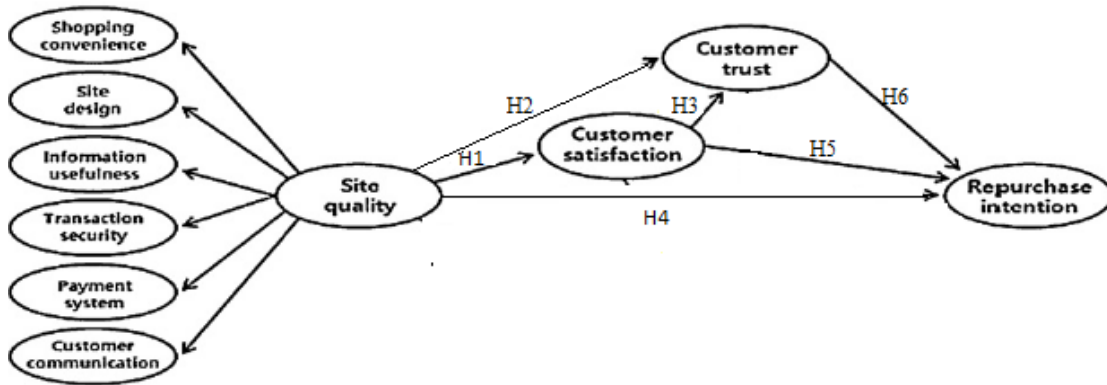 Shopping
convenience
Site
design
Information
usefulness
Transaction
security
Payment
system
Customer
communication
Site
quality
H1
H2
Customer
satisfaction
H3
Customer
trust
H4
H5
H6
Repurchase
intention